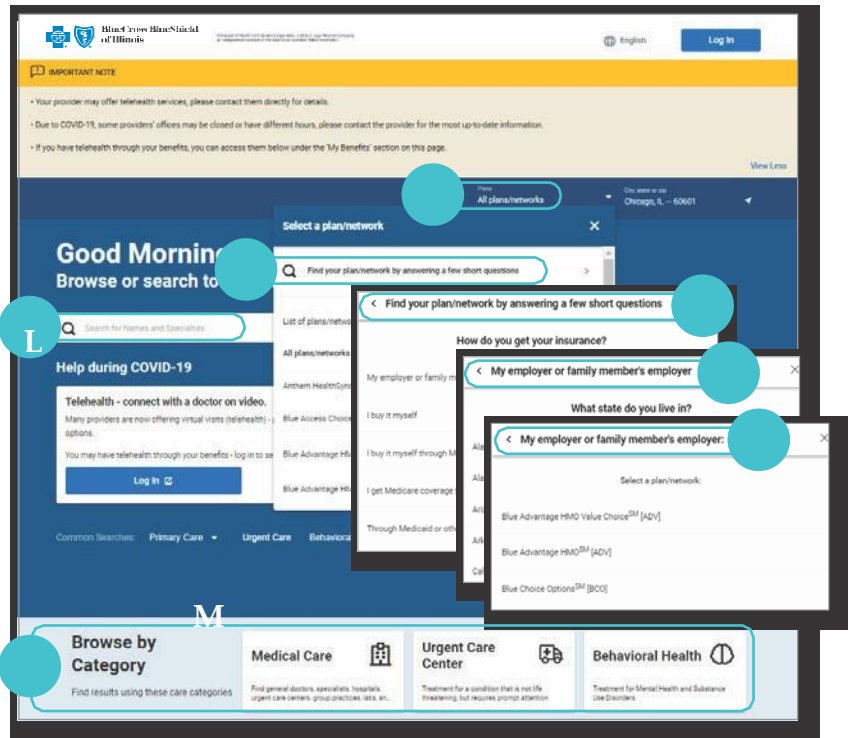 BlueCross BlueShield
of Illinois
English
Log In
IMPORTANT NOTE
• Your provider may offer telehealth services, please contact them directly for details.
• Due to COVID-19, some providers' offices may be closed or have different hours, please contact the provider for the most up-to-date information.
• If you have telehealth through your benefits, you can access them below under the 'My Benefits' section on this page.
View Less
Plans
All plans/networks
City, state or zip
Chicago, IL – 60601
Select a plan/network
Good Mornin
Browse or search to
Find your plan/network by answering a few short questions
L
Search for Names and Specialties
List of plans/netwo
All plans/networks
Anthem HealthSync
Blue Access Choice
Blue Advantage HM
Blue Advantage HM
Find your plan/network by answering a few short questions
How do you get your insurance?
My employer or family m
I buy it myself
I buy it myself through M
I get Medicare coverage
Through Medicaid or oth
My employer or family member's employer
What state do you live in?
Ala
Ala
Ark
Cal
My employer or family member's employer:
Select a plan/network:
Blue Advantage HMO Value Choice℠ [ADV]
Blue Advantage HMO℠ [ADV]
Blue Choice Options℠ [BCO]
Help during COVID-19
Telehealth - connect with a doctor on video.
Many providers are now offering virtual visits (telehealth) -
options.
You may have telehealth through your benefits - log in to se
Log In
Common Searches:
Primary Care
Urgent Care
Behavioral
M
Browse by
Category
Find results using these care categories
Medical Care
Find general doctors, specialists, hospitals,
urgent care centers, group practices, labs, an...
Urgent Care
Center
Treatment for a condition that is not life
threatening, but requires prompt attention
Behavioral Health
Treatment for Mental Health and Substance
Use Disorders